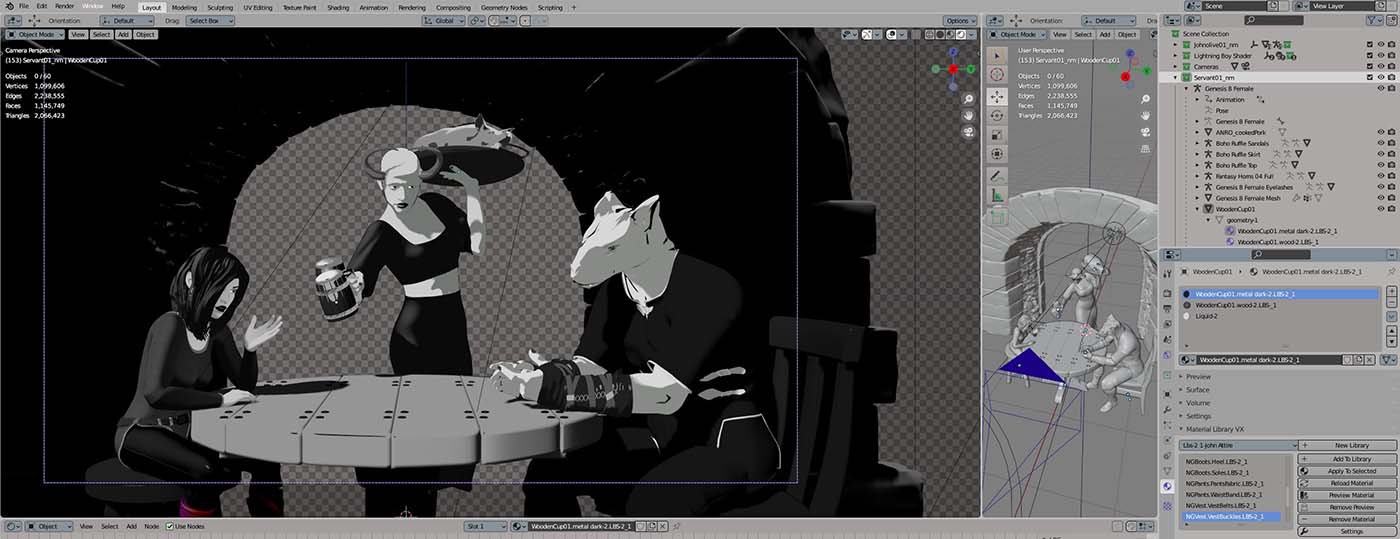 File Edit Render Window Help Layout Modeling Sculpting UV Editing Texture Paint Shading Animation Rendering Compositing Geometry Nodes Scripting + Scene View Layer
Orientation: Default Drag: Select Box Global Options Orientation: Default
Object Mode View Select Add Object Object Mode View Select Add Object
Camera Perspective
(153) Servant01_nm | WoodenCup01
Objects 0/60
Vertices 1,099,606
Edges 2,238,555
Faces 1,145,749
Triangles 2,066,423
User Perspective
(153) Servant01_nm | WoodenCup01
Objects 0/60
Vertices 1,099,606
Edges 2,238,555
Faces 1,145,749
Triangles 2,066,423
Scene Collection
Johnolive01_nm
Lightning Boy Shader
Cameras
Servant01_nm
Genesis 8 Female
Animation
Pose
Genesis 8 Female
ANRO_cookedPork
Boho Ruffle Sandals
Boho Ruffle Skirt
Boho Ruffle Top
Fantasy Horns 04 Full
Genesis 8 Female Eyelashes
Genesis 8 Female Mesh
WoodenCup01
geometry-1
WoodenCup01.metal dark-2.LBS-2_1
WoodenCup01.wood-2.LBS-_1
WoodenCup01 WoodenCup01.metal dark-2.LBS-2_1
WoodenCup01.metal dark-2.LBS-2_1
WoodenCup01.wood-2.LBS-_1
Liquid-2
WoodenCup01.metal dark-2.LBS-2_1
Preview
Surface
Volume
Settings
Material Library VX
Lbs-2 1-John Attire New Library
Add To Library
NGBoots.Heel.LBS-2_1
Apply To Selected
NGBoots.Soles.LBS-2_1
Reload Material
NGPants.PantsFabric.LBS-2_1
NGPants.WaistBand.LBS-2_1
Preview Material
NGVest.VestBelts.LBS-2_1
Remove Preview
NGVest.VestBuckles.LBS-2_1
Remove Material
Settings
Object View Select Add Node Use Nodes Slot 1 WoodenCup01.metal dark-2.LBS-2_1